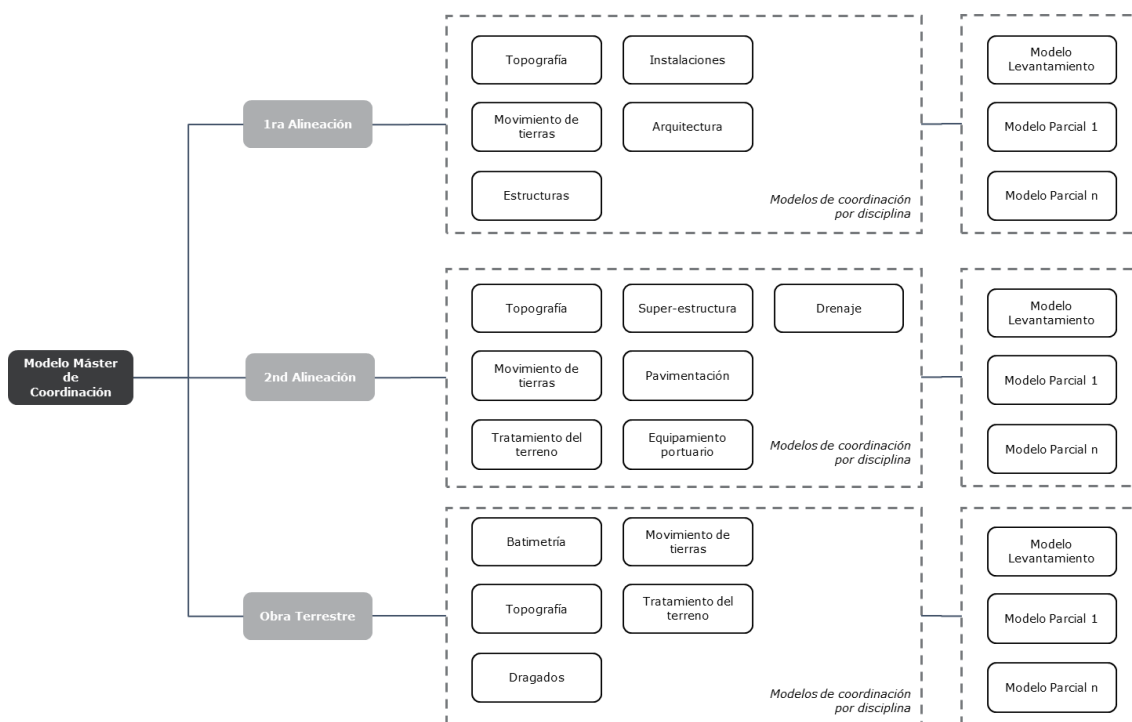 Modelo Máster
de
Coordinación
1ra Alineación
Topografía
Instalaciones
Movimiento de
tierras
Arquitectura
Estructuras
Modelos de coordinación
por disciplina
Modelo
Levantamiento
Modelo Parcial 1
Modelo Parcial n
2nd Alineación
Topografía
Super-estructura
Drenaje
Movimiento de
tierras
Pavimentación
Tratamiento del
terreno
Equipamiento
portuario
Modelos de coordinación
por disciplina
Modelo
Levantamiento
Modelo Parcial 1
Modelo Parcial n
Obra Terrestre
Batimetría
Movimiento de
tierras
Topografía
Tratamiento del
terreno
Dragados
Modelos de coordinación
por disciplina
Modelo
Levantamiento
Modelo Parcial 1
Modelo Parcial n